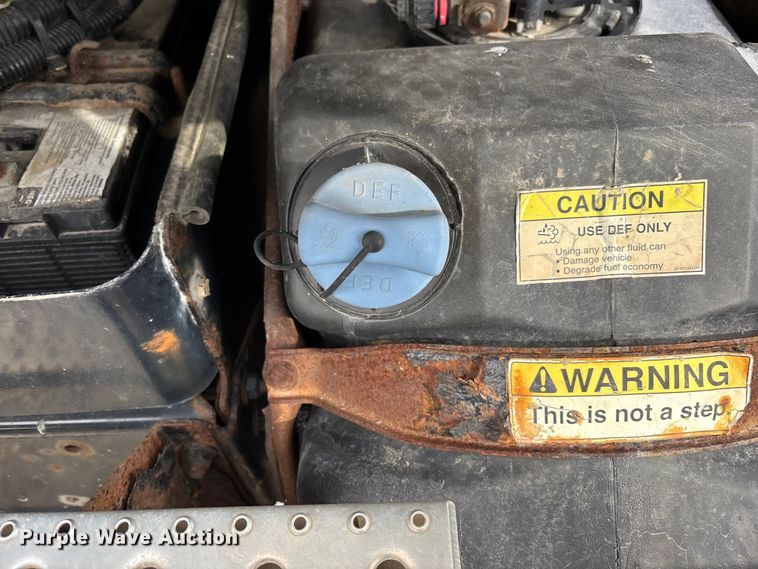 DEF
DEF
CAUTION
USE DEF ONLY
Using any other fluid can
• Damage vehicle
• Degrade fuel economy
WARNING
This is not a step.
Purple Wave Auction